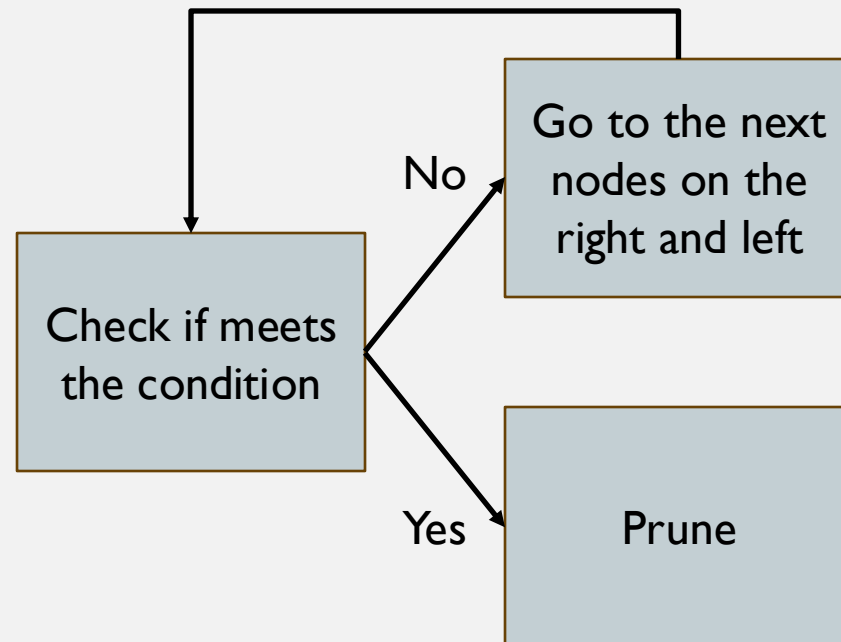 Go to the next
nodes on the
right and left
No
Check if meets
the condition
Yes
Prune